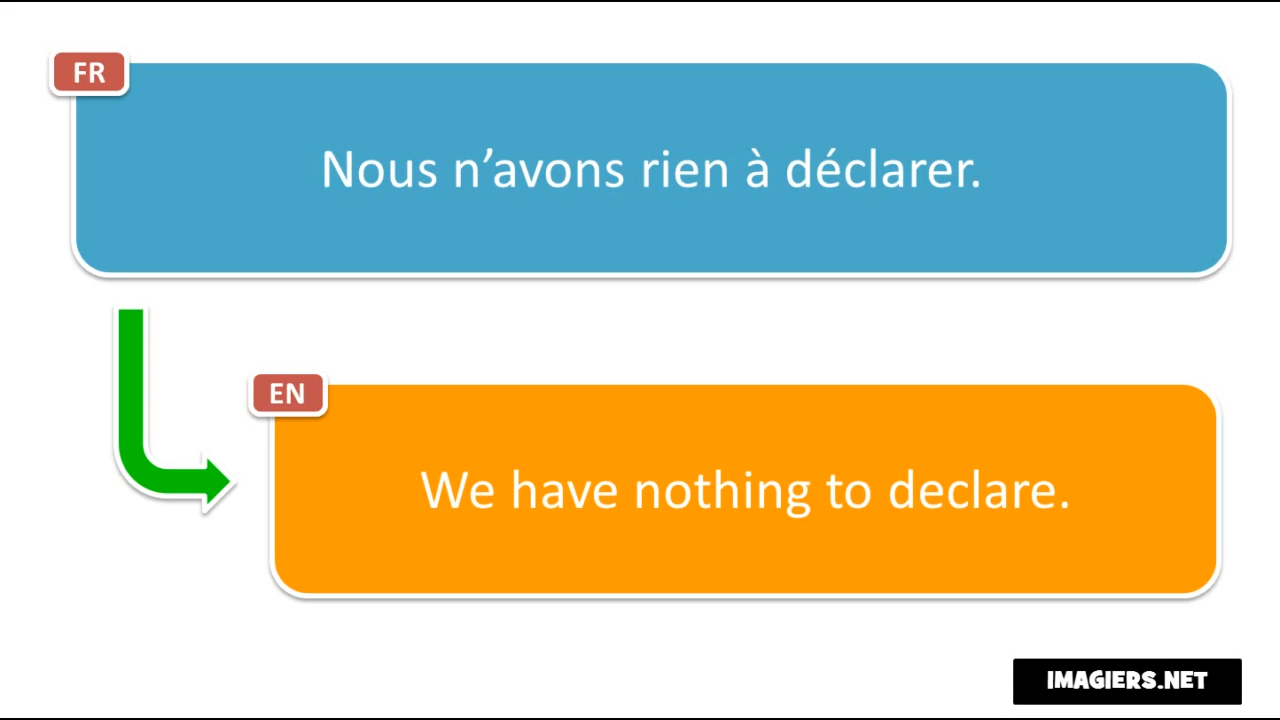 FR
Nous n’avons rien à déclarer.
EN
We have nothing to declare.
IMAGIERS.NET